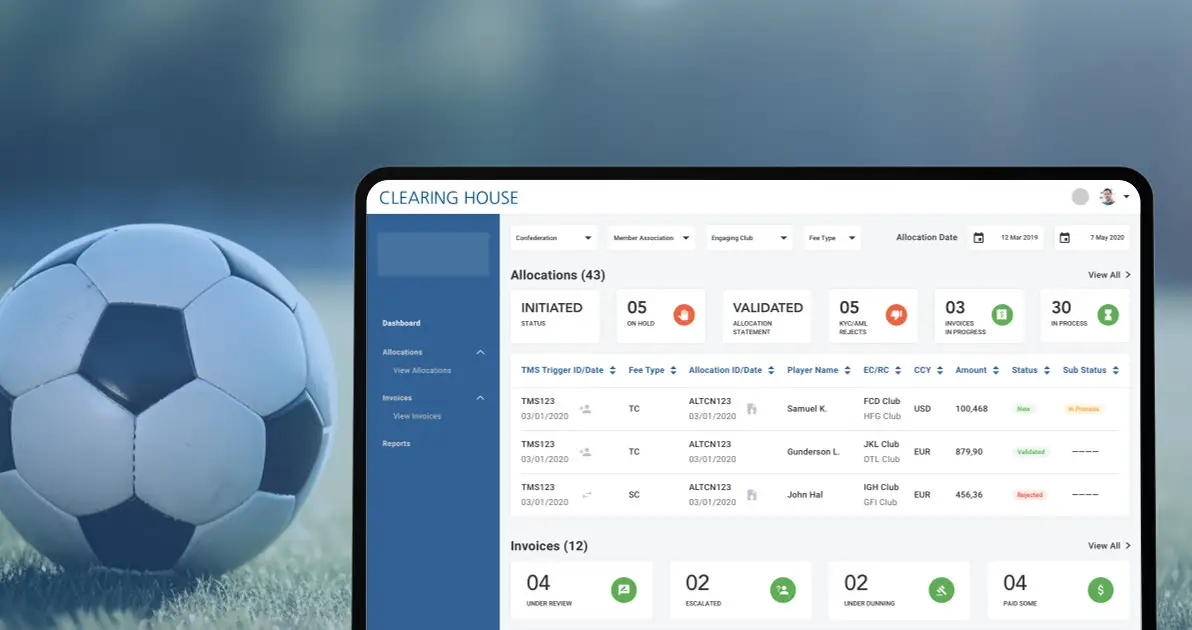 CLEARING HOUSE
Confederation
Member Association
Engaging Club
Fee Type
Allocation Date
12 Mar 2019
7 May 2020
Dashboard
Allocations
View Allocations
Invoices
View Invoices
Reports
Allocations (43)
View All
INITIATED
STATUS
05
ON HOLD
VALIDATED
ALLOCATION
STATEMENT
05
KYC/AML
REJECTS
03
INVOICES
IN PROGRESS
30
IN PROCESS
TMS Trigger ID/Date Fee Type Allocation ID/Date Player Name EC/RC CCY Amount Status Sub Status
TMS123 ALTCN123 FCD Club
TC Samuel K. USD 100,468 New In Process
03/01/2020 03/01/2020 HFG Club
TMS123 ALTCN123 JKL Club
TC Gunderson L. EUR 879,90 Validated ––––
03/01/2020 03/01/2020 OTL Club
TMS123 ALTCN123 IGH Club
SC John Hal EUR 456,36 Rejected ––––
03/01/2020 03/01/2020 GFI Club
Invoices (12)
View All
04
UNDER REVIEW
02
ESCALATED
02
UNDER DUNNING
04
PAID SOME